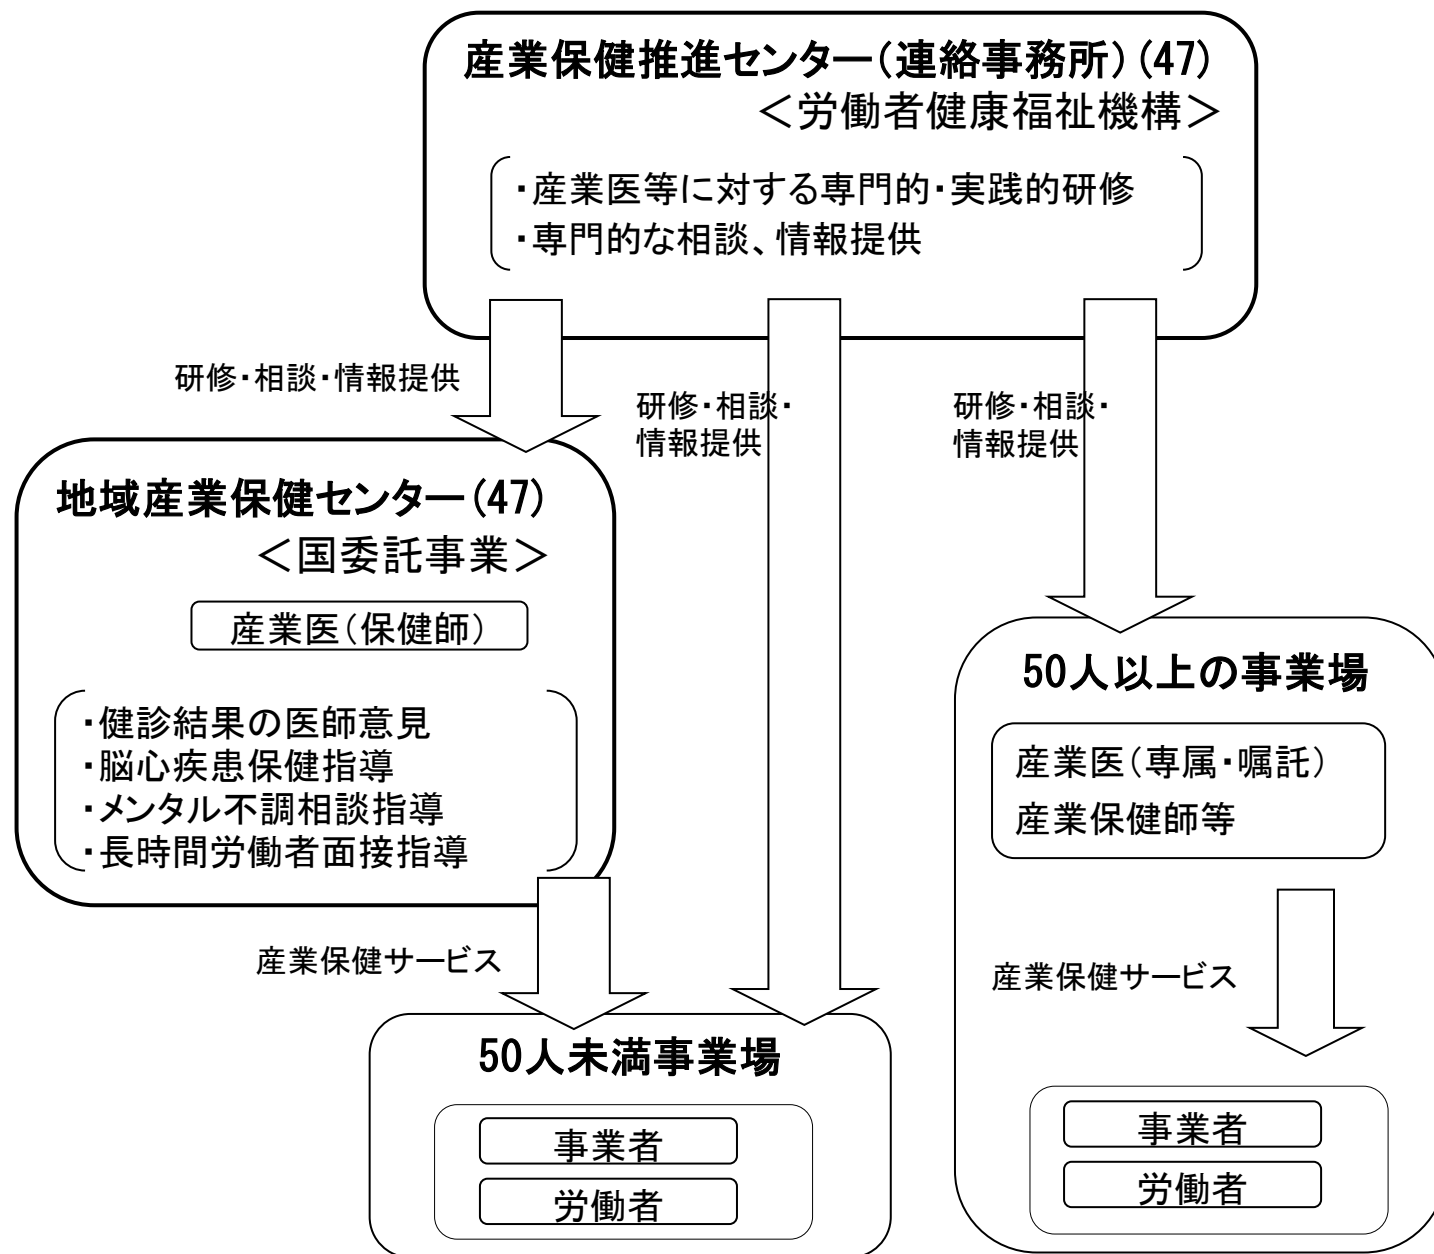 産業保健推進センター（連絡事務所）(47)
＜労働者健康福祉機構＞
・産業医等に対する専門的・実践的研修
・専門的な相談、情報提供
研修・相談・情報提供
研修・相談・
情報提供
研修・相談・
情報提供
地域産業保健センター(47)
＜国委託事業＞
産業医（保健師）
・健診結果の医師意見
・脳心疾患保健指導
・メンタル不調相談指導
・長時間労働者面接指導
産業保健サービス
50人未満事業場
事業者
労働者
50人以上の事業場
産業医（専属・嘱託）
産業保健師等
産業保健サービス
事業者
労働者